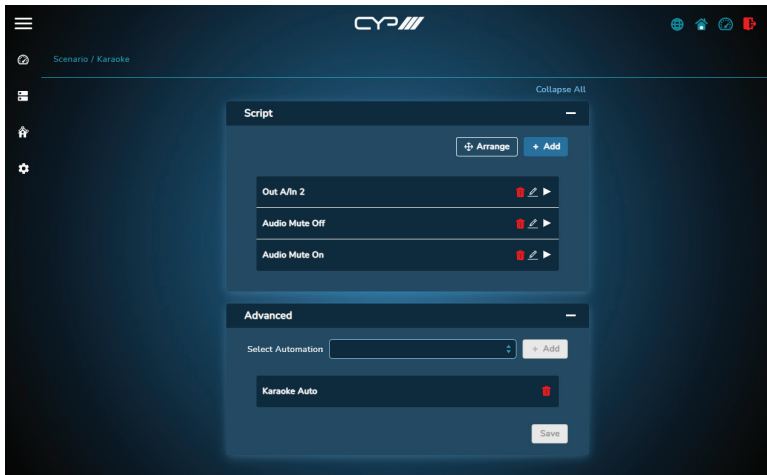 CYP
Scenario / Karaoke
Collapse All
Script
Arrange
+ Add
Out A/In 2
Audio Mute Off
Audio Mute On
Advanced
Select Automation
+ Add
Karaoke Auto
Save